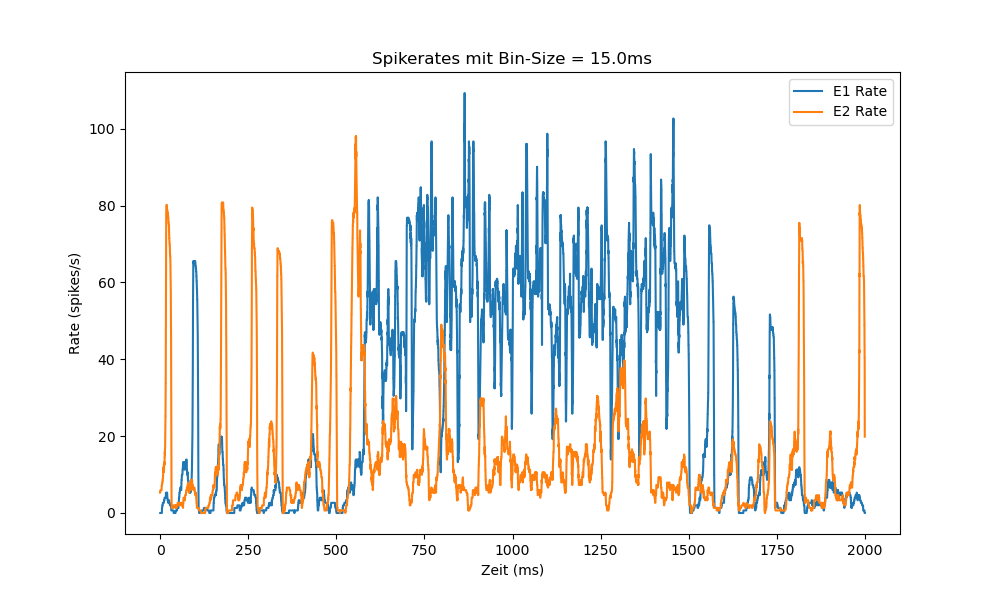 Spikerates mit Bin-Size = 15.0ms
E1 Rate
E2 Rate
Rate (spikes/s)
100
80
60
40
20
0
0 250 500 750 1000 1250 1500 1750 2000
Zeit (ms)